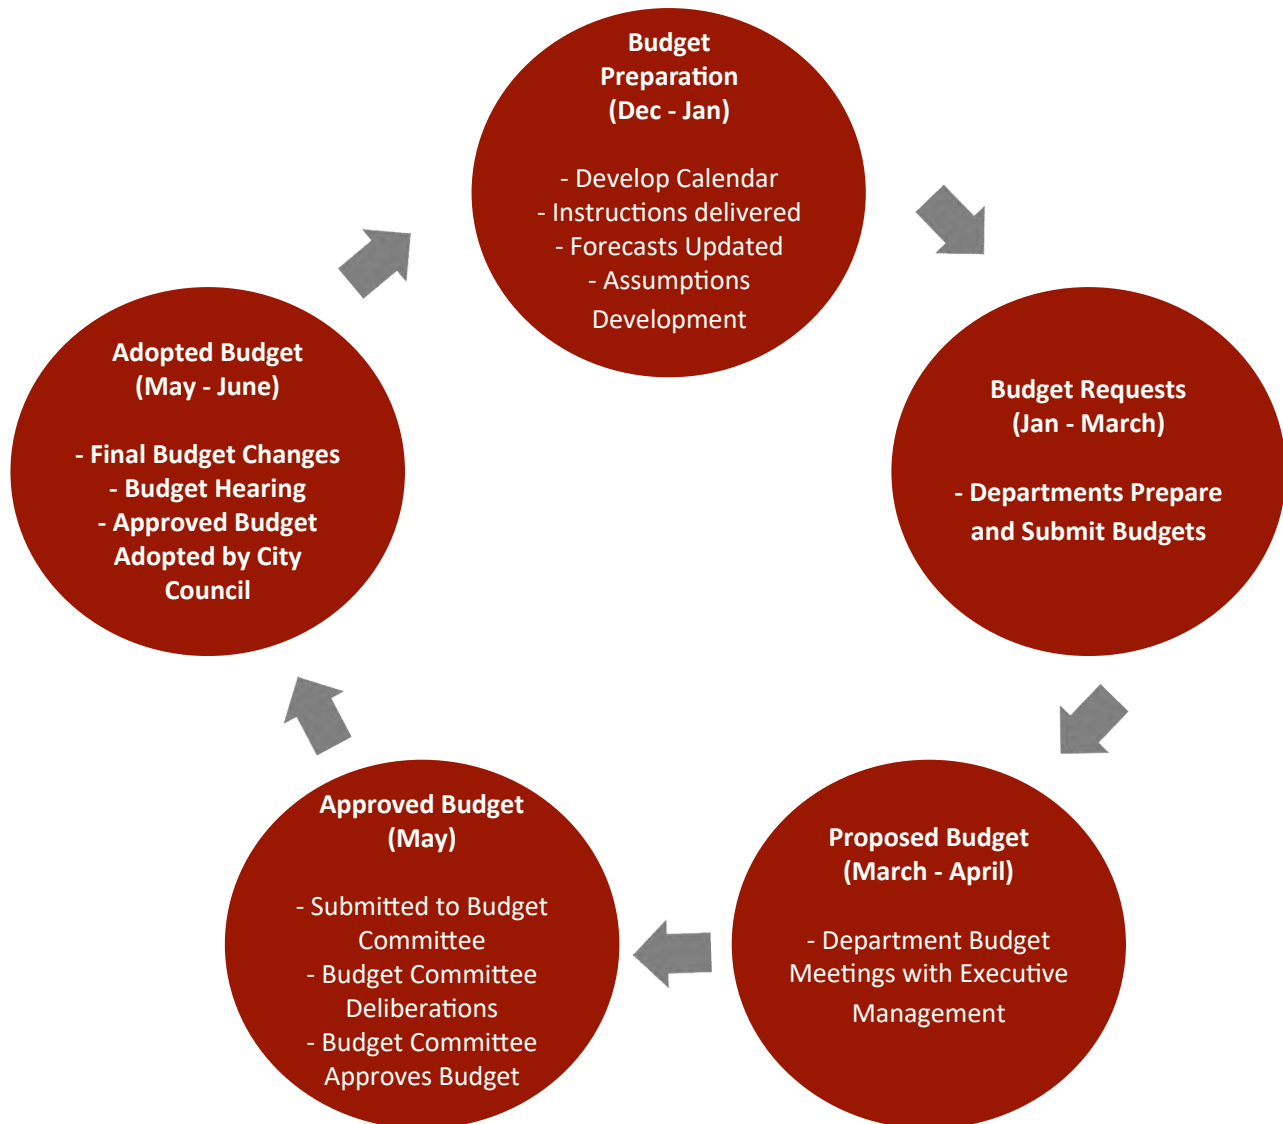 Budget
Preparation
(Dec - Jan)
- Develop Calendar
- Instructions delivered
- Forecasts Updated
- Assumptions
Development
Budget Requests
(Jan - March)
- Departments Prepare
and Submit Budgets
Proposed Budget
(March - April)
- Department Budget
Meetings with Executive
Management
Approved Budget
(May)
- Submitted to Budget
Committee
- Budget Committee
Deliberations
- Budget Committee
Approves Budget
Adopted Budget
(May - June)
- Final Budget Changes
- Budget Hearing
- Approved Budget
Adopted by City
Council